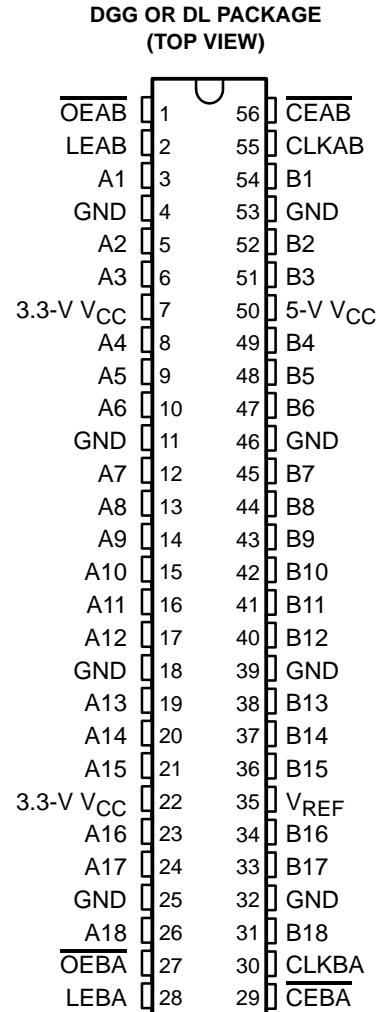 DGG OR DL PACKAGE
(TOP VIEW)
OEAB 1 56 CEAB
LEAB 2 55 CLKAB
A1 3 54 B1
GND 4 53 GND
A2 5 52 B2
A3 6 51 B3
3.3-V VCC 7 50 5-V VCC
A4 8 49 B4
A5 9 48 B5
A6 10 47 B6
GND 11 46 GND
A7 12 45 B7
A8 13 44 B8
A9 14 43 B9
A10 15 42 B10
A11 16 41 B11
A12 17 40 B12
GND 18 39 GND
A13 19 38 B13
A14 20 37 B14
A15 21 36 B15
3.3-V VCC 22 35 VREF
A16 23 34 B16
A17 24 33 B17
GND 25 32 GND
A18 26 31 B18
OEBA 27 30 CLKBA
LEBA 28 29 CEBA